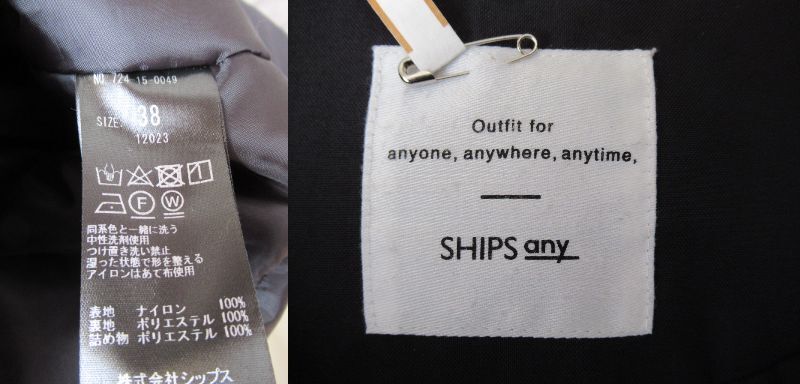 NO. 724 15-0049
SIZE: 38
12023
F W
同系色と一緒に洗う
中性洗剤使用
つけ置き洗い禁止
湿った状態で形を整える
アイロンはあて布使用
表地 ナイロン 100%
裏地 ポリエステル 100%
詰め物 ポリエステル 100%
株式会社シップス
Outfit for
anyone, anywhere, anytime,
SHIPS any